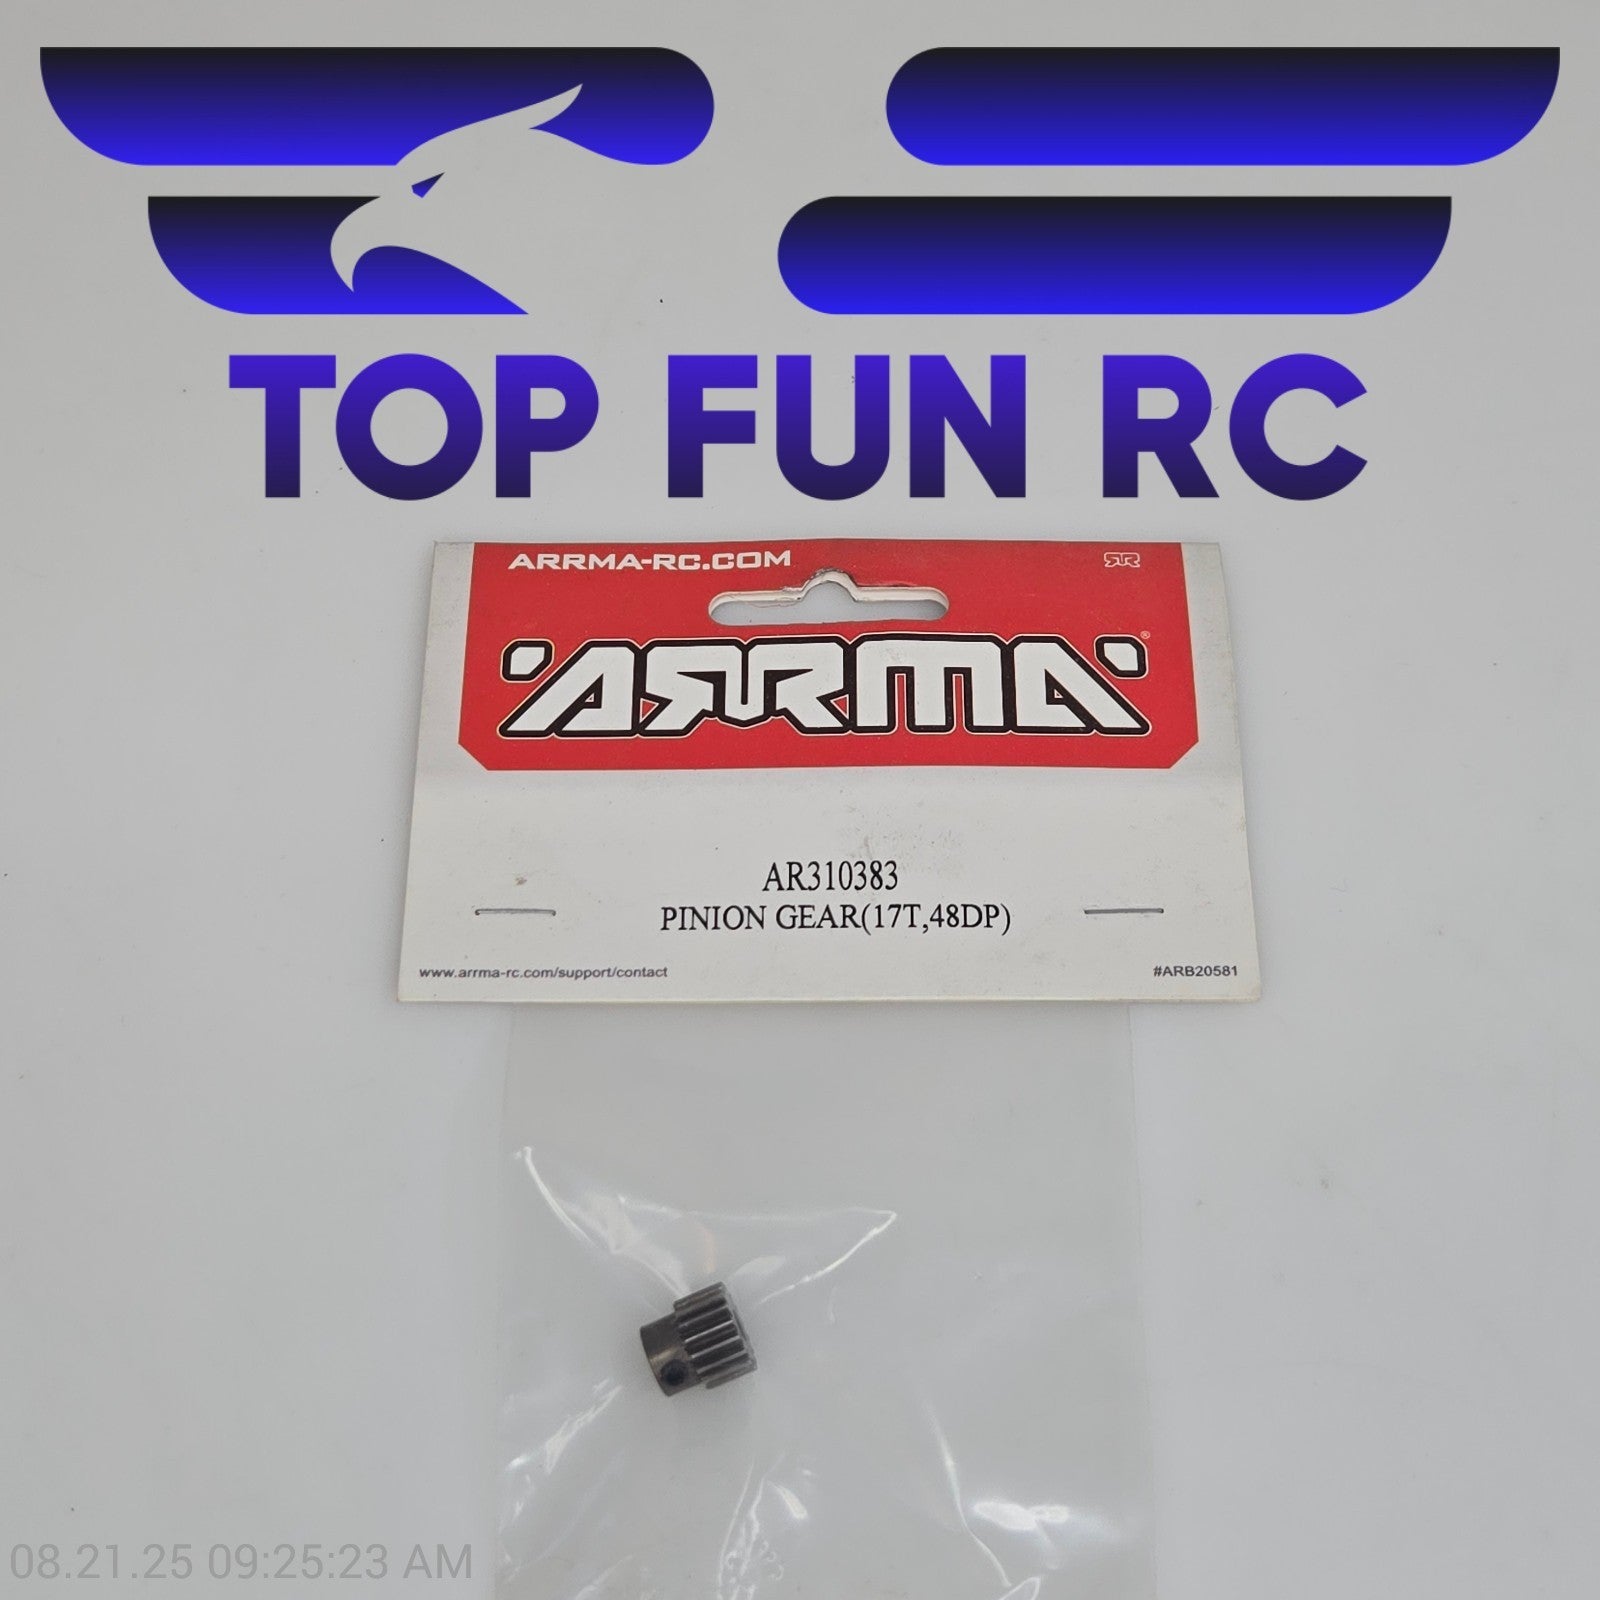 TOP FUN RC
ARRMA-RC.COM
ARRMA®
AR310383
PINION GEAR(17T,48DP)
www.arrma-rc.com/support/contact
#ARB20581
08.21.25 09:25:23 AM